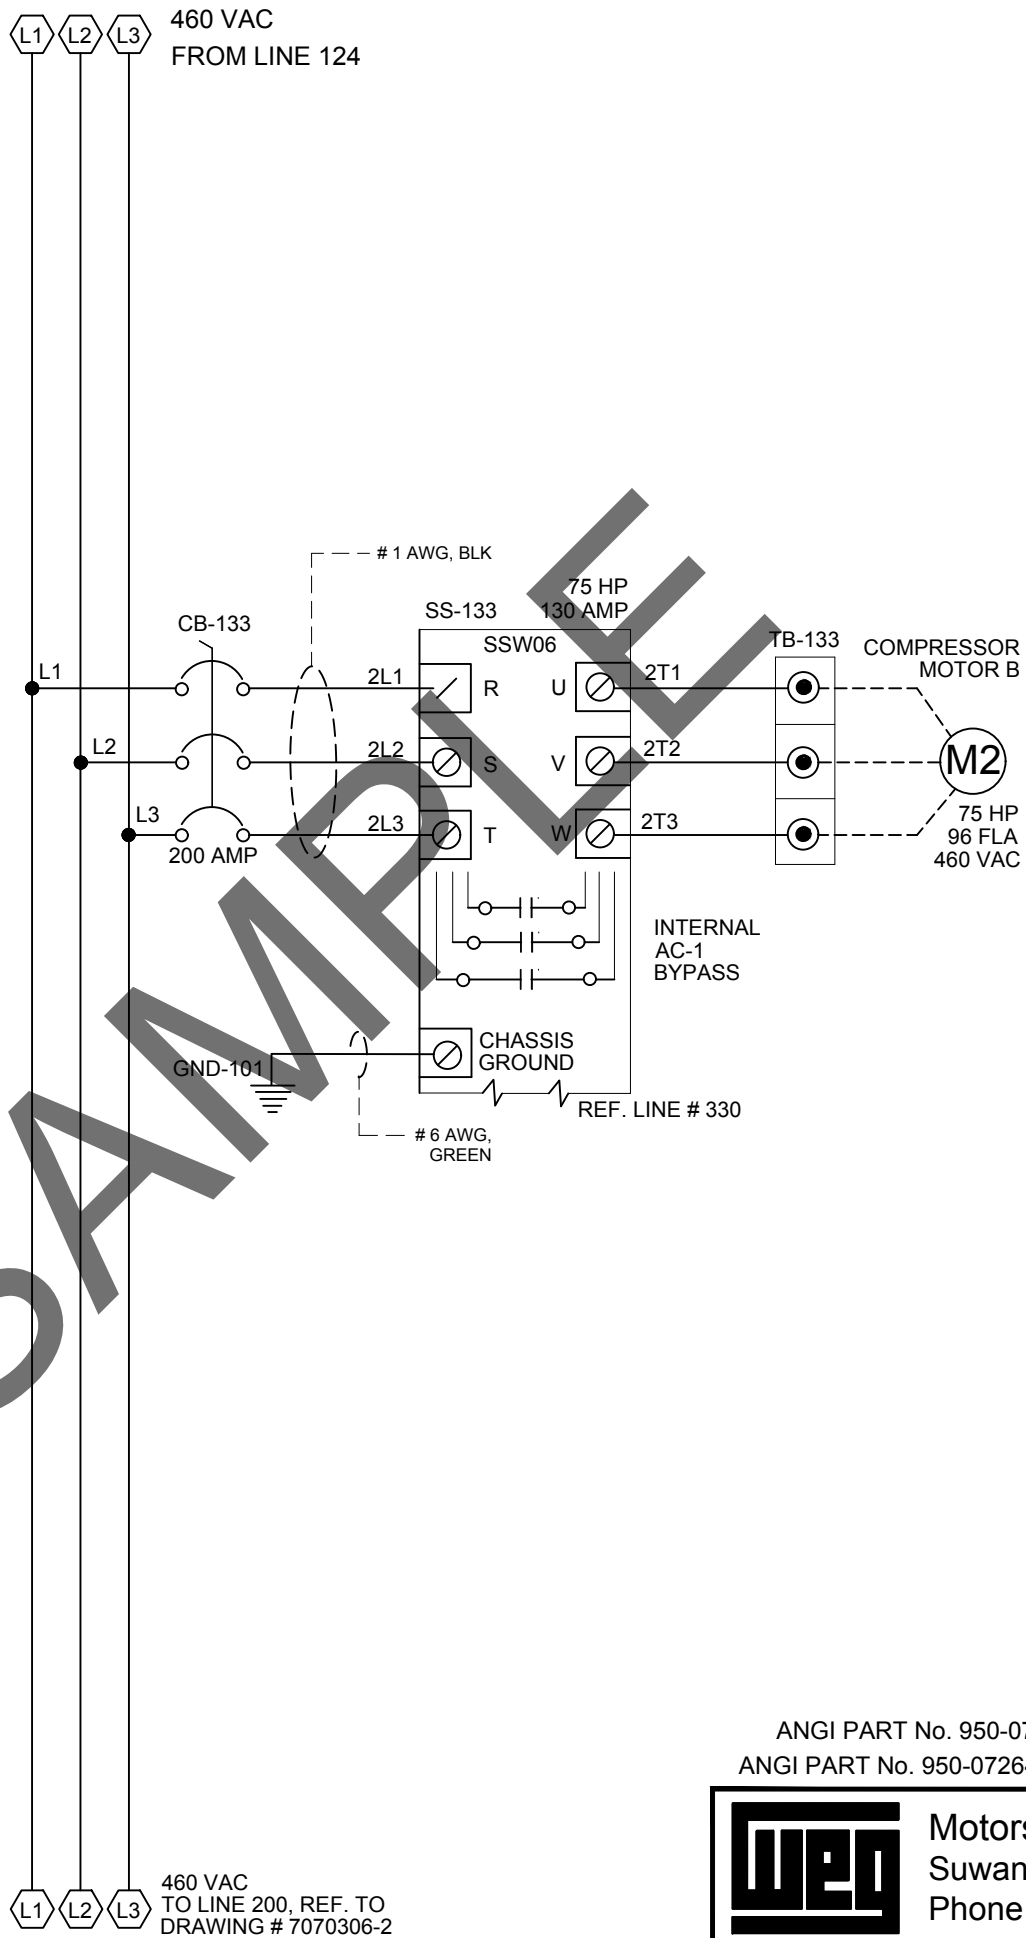 L1 L2 L3
460 VAC
FROM LINE 124
# 1 AWG, BLK
75 HP
SS-133 130 AMP
CB-133
SSW06
TB-133
COMPRESSOR
MOTOR B
L1 2L1 R U 2T1
L2 2L2 S V 2T2
M2
L3 2L3 T W 2T3
200 AMP
75 HP
96 FLA
460 VAC
INTERNAL
AC-1
BYPASS
CHASSIS
GROUND
GND-101
REF. LINE # 330
# 6 AWG,
GREEN
SAMPLE
ANGI PART No. 950-07
ANGI PART No. 950-0726
weg
Motors
Suwan
Phone
L1 L2 L3
460 VAC
TO LINE 200, REF. TO
DRAWING # 7070306-2